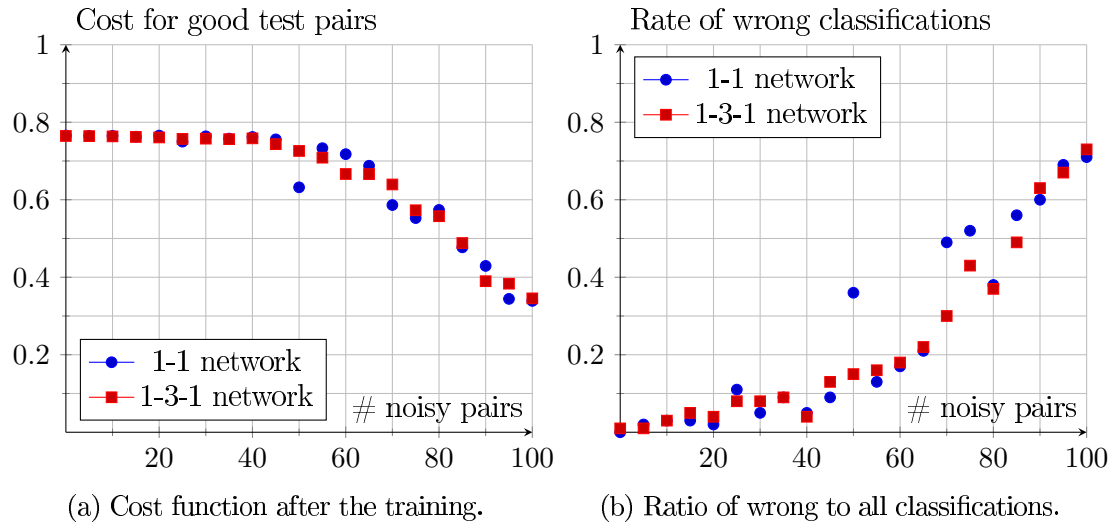 Cost for good test pairs
1
0.8
0.6
0.4
0.2
1-1 network
1-3-1 network
# noisy pairs
20 40 60 80 100
(a) Cost function after the training.
Rate of wrong classifications
1
0.8
0.6
0.4
0.2
1-1 network
1-3-1 network
# noisy pairs
20 40 60 80 100
(b) Ratio of wrong to all classifications.